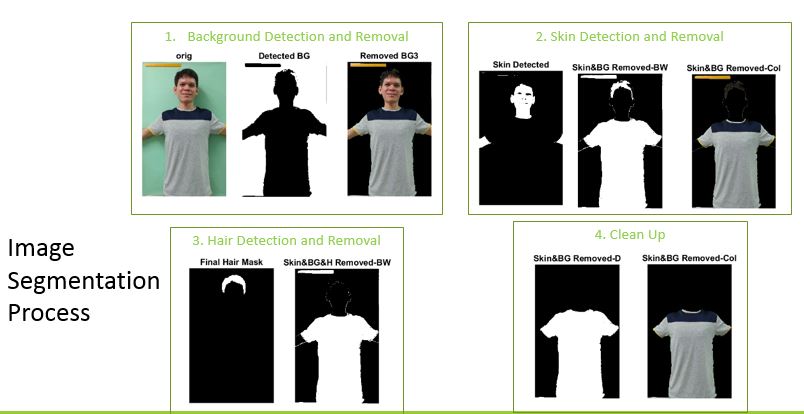 1. Background Detection and Removal
orig
Detected BG
Removed BG3
2. Skin Detection and Removal
Skin Detected
Skin&BG Removed-BW
Skin&BG Removed-Col
Image
Segmentation
Process
3. Hair Detection and Removal
Final Hair Mask
Skin&BG&H Removed-BW
4. Clean Up
Skin&BG Removed-D
Skin&BG Removed-Col